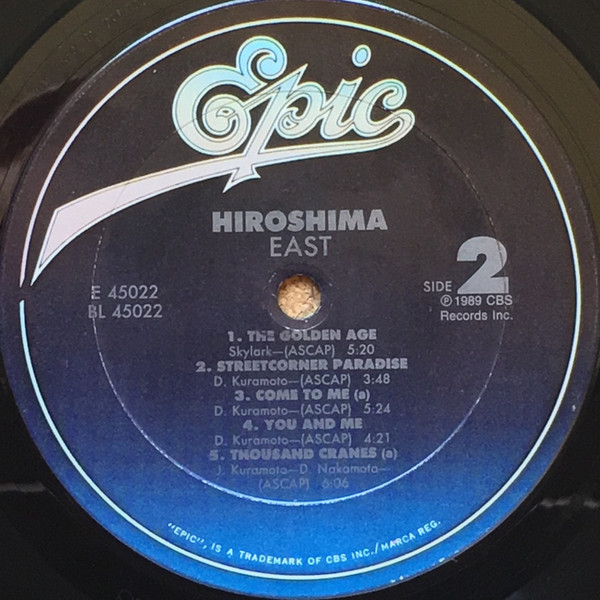 Epic
HIROSHIMA
EAST
E 45022
BL 45022
SIDE 2
℗ 1989 CBS
Records Inc.
1. THE GOLDEN AGE
Skylark—(ASCAP) 5:20
2. STREETCORNER PARADISE
D. Kuramoto—(ASCAP) 3:48
3. COME TO ME (a)
D. Kuramoto—(ASCAP) 5:24
4. YOU AND ME
D. Kuramoto—(ASCAP) 4:21
5. THOUSAND CRANES (a)
J. Kuramoto—D. Nakamoto—
(ASCAP) 6:06
"EPIC", IS A TRADEMARK OF CBS INC./MARCA REG.